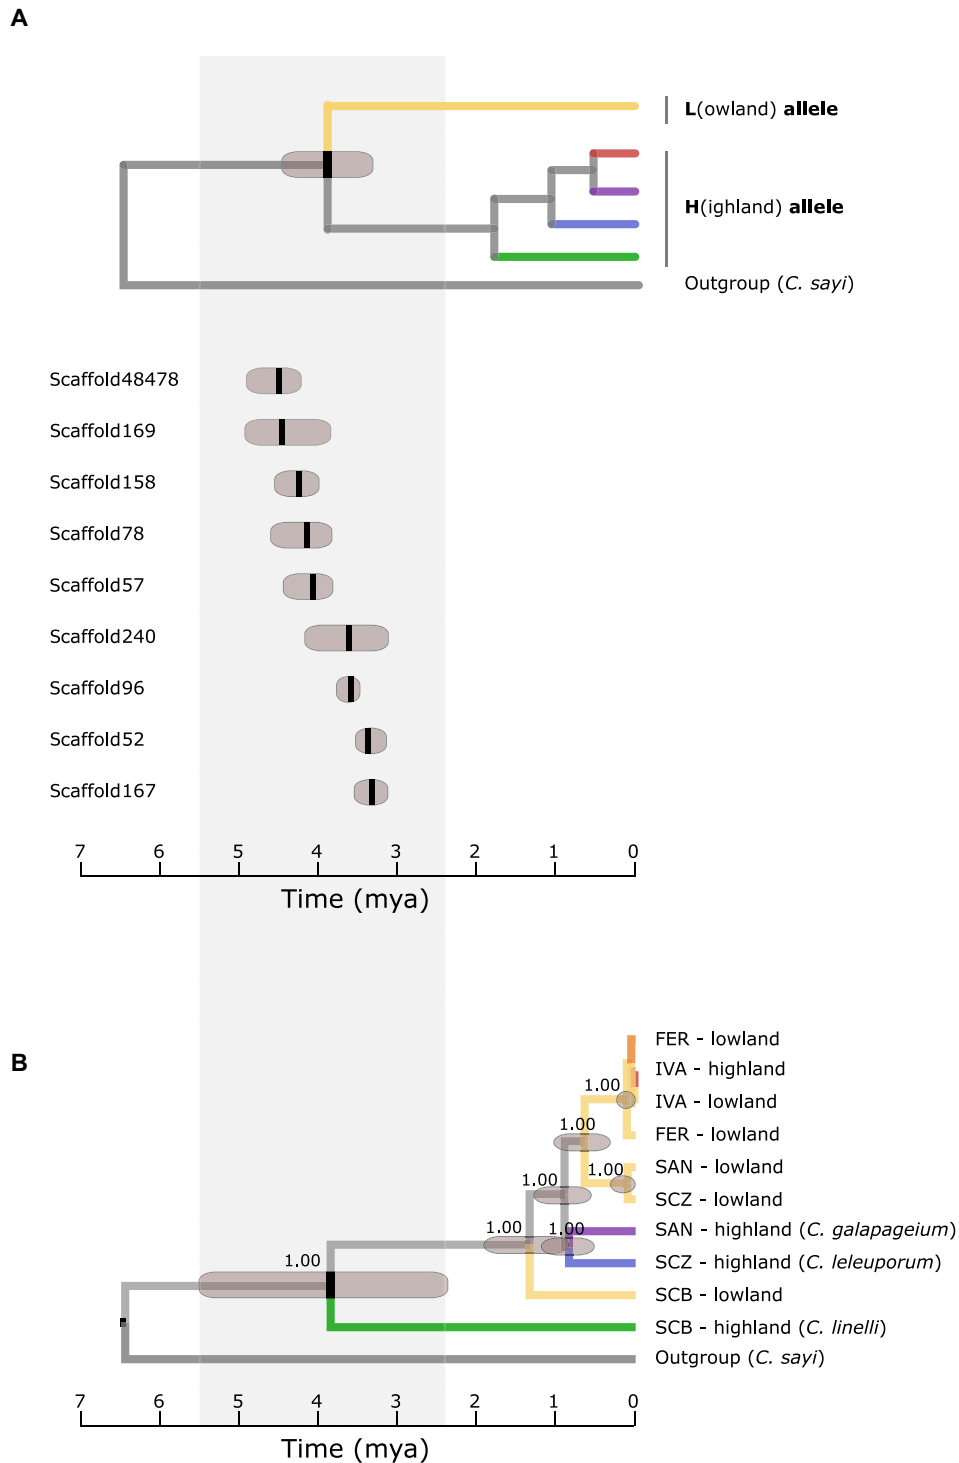 A
L(owland) allele
H(ighland) allele
Outgroup (C. sayi)
Scaffold48478
Scaffold169
Scaffold158
Scaffold78
Scaffold57
Scaffold240
Scaffold96
Scaffold52
Scaffold167
7 6 5 4 3 2 1 0
Time (mya)
B
FER - lowland
IVA - highland
1.00
IVA - lowland
1.00
FER - lowland
SAN - lowland
1.00
1.00
SCZ - lowland
1.00
1.00
SAN - highland (C. galapageium)
1.00
SCZ - highland (C. leleuporum)
SCB - lowland
SCB - highland (C. linelli)
Outgroup (C. sayi)
7 6 5 4 3 2 1 0
Time (mya)